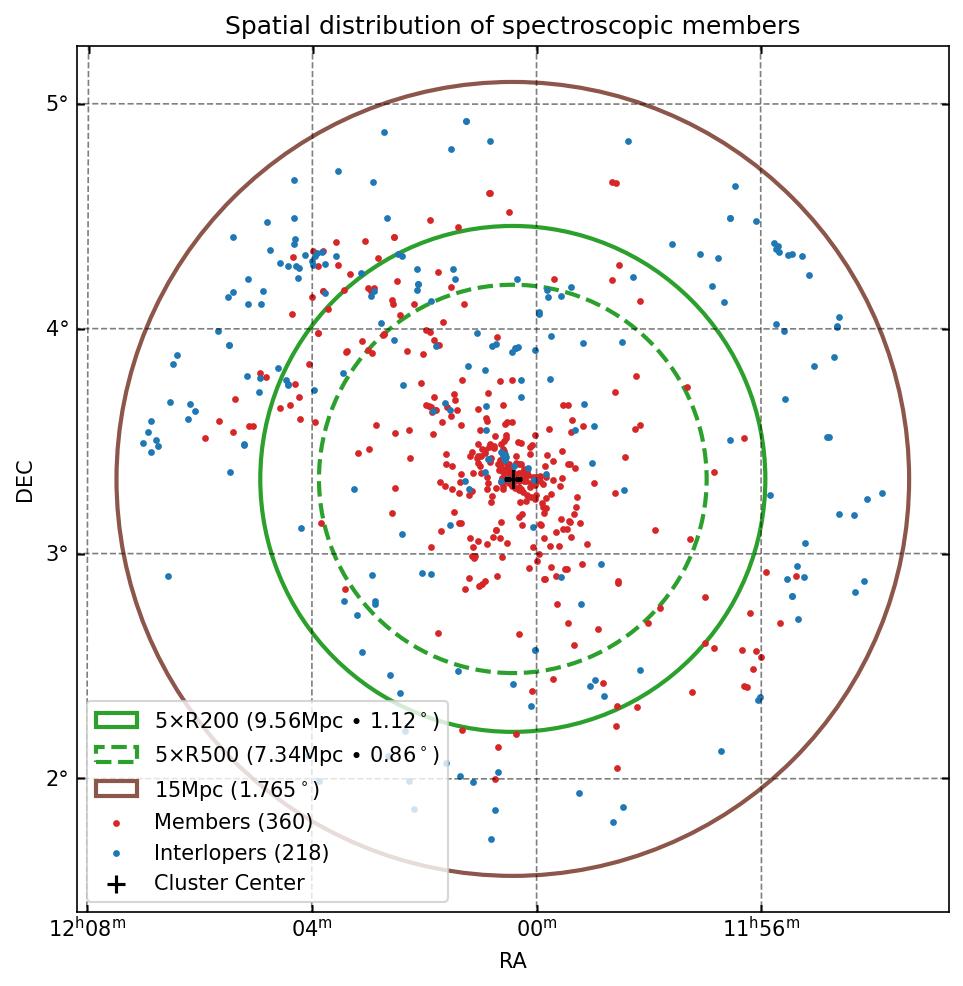 Spatial distribution of spectroscopic members
5°
4°
3°
2°
DEC
5×R200 (9.56Mpc • 1.12°)
5×R500 (7.34Mpc • 0.86°)
15Mpc (1.765°)
Members (360)
Interlopers (218)
Cluster Center
12ʰ08ᵐ 04ᵐ 00ᵐ 11ʰ56ᵐ
RA